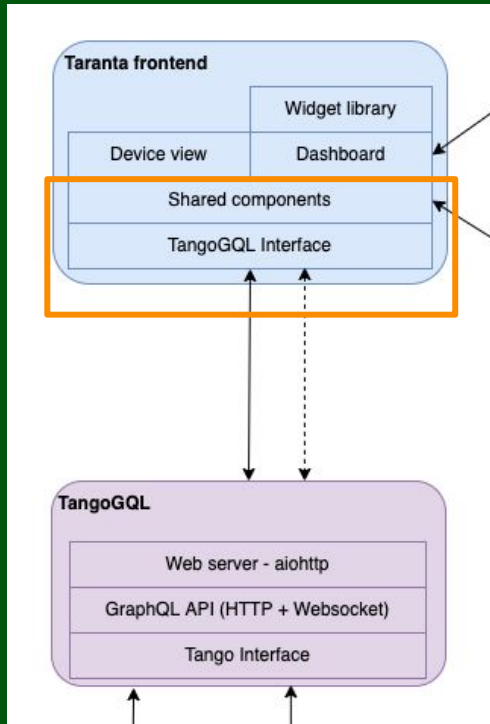 Taranta frontend
Widget library
Device view
Dashboard
Shared components
TangoGQL Interface
TangoGQL
Web server - aiohttp
GraphQL API (HTTP + Websocket)
Tango Interface